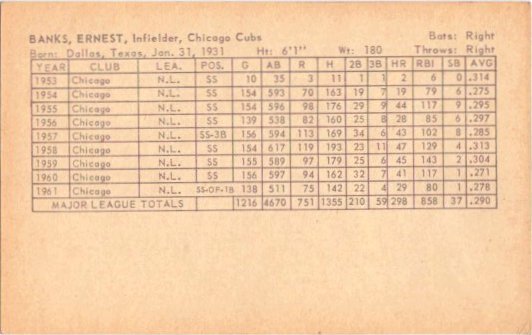 BANKS, ERNEST, Infielder, Chicago Cubs Bats: Right
Born: Dallas, Texas, Jan. 31, 1931 Ht: 6'1" Wt: 180 Throws: Right
YEAR CLUB LEA. POS. G AB R H 2B 3B HR RBI SB AVG
1953 Chicago N.L. SS 10 35 3 11 1 1 2 6 0 .314
1954 Chicago N.L. SS 154 593 70 163 19 7 19 79 6 .275
1955 Chicago N.L. SS 154 596 98 176 29 9 44 117 9 .295
1956 Chicago N.L. SS 139 538 82 160 25 8 28 85 6 .297
1957 Chicago N.L. SS-3B 156 594 113 169 34 6 43 102 8 .285
1958 Chicago N.L. SS 154 617 119 193 23 11 47 129 4 .313
1959 Chicago N.L. SS 155 589 97 179 25 6 45 143 2 .304
1960 Chicago N.L. SS 156 597 94 162 32 7 41 117 1 .271
1961 Chicago N.L. SS-OF-1B 138 511 75 142 22 4 29 80 1 .278
MAJOR LEAGUE TOTALS 1216 4670 751 1355 210 59 298 858 37 .290